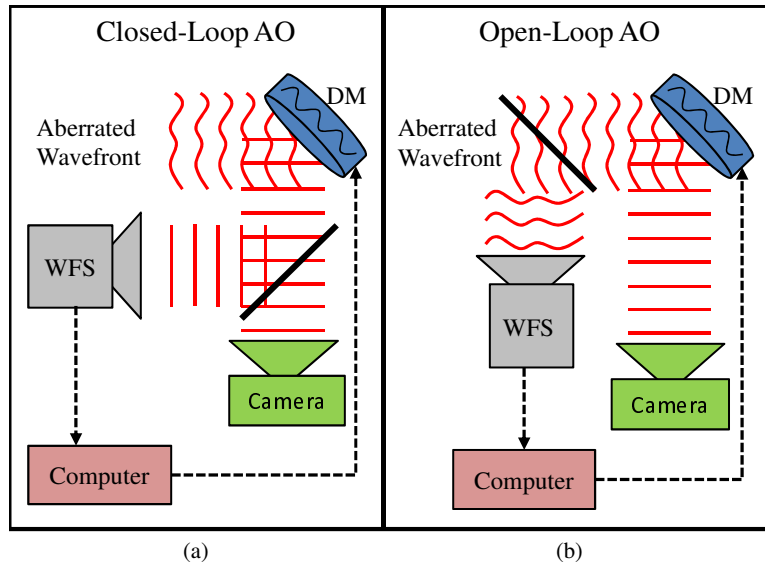 Closed-Loop AO
DM
Aberrated
Wavefront
WFS
Camera
Computer
(a)
Open-Loop AO
DM
Aberrated
Wavefront
WFS
Camera
Computer
(b)